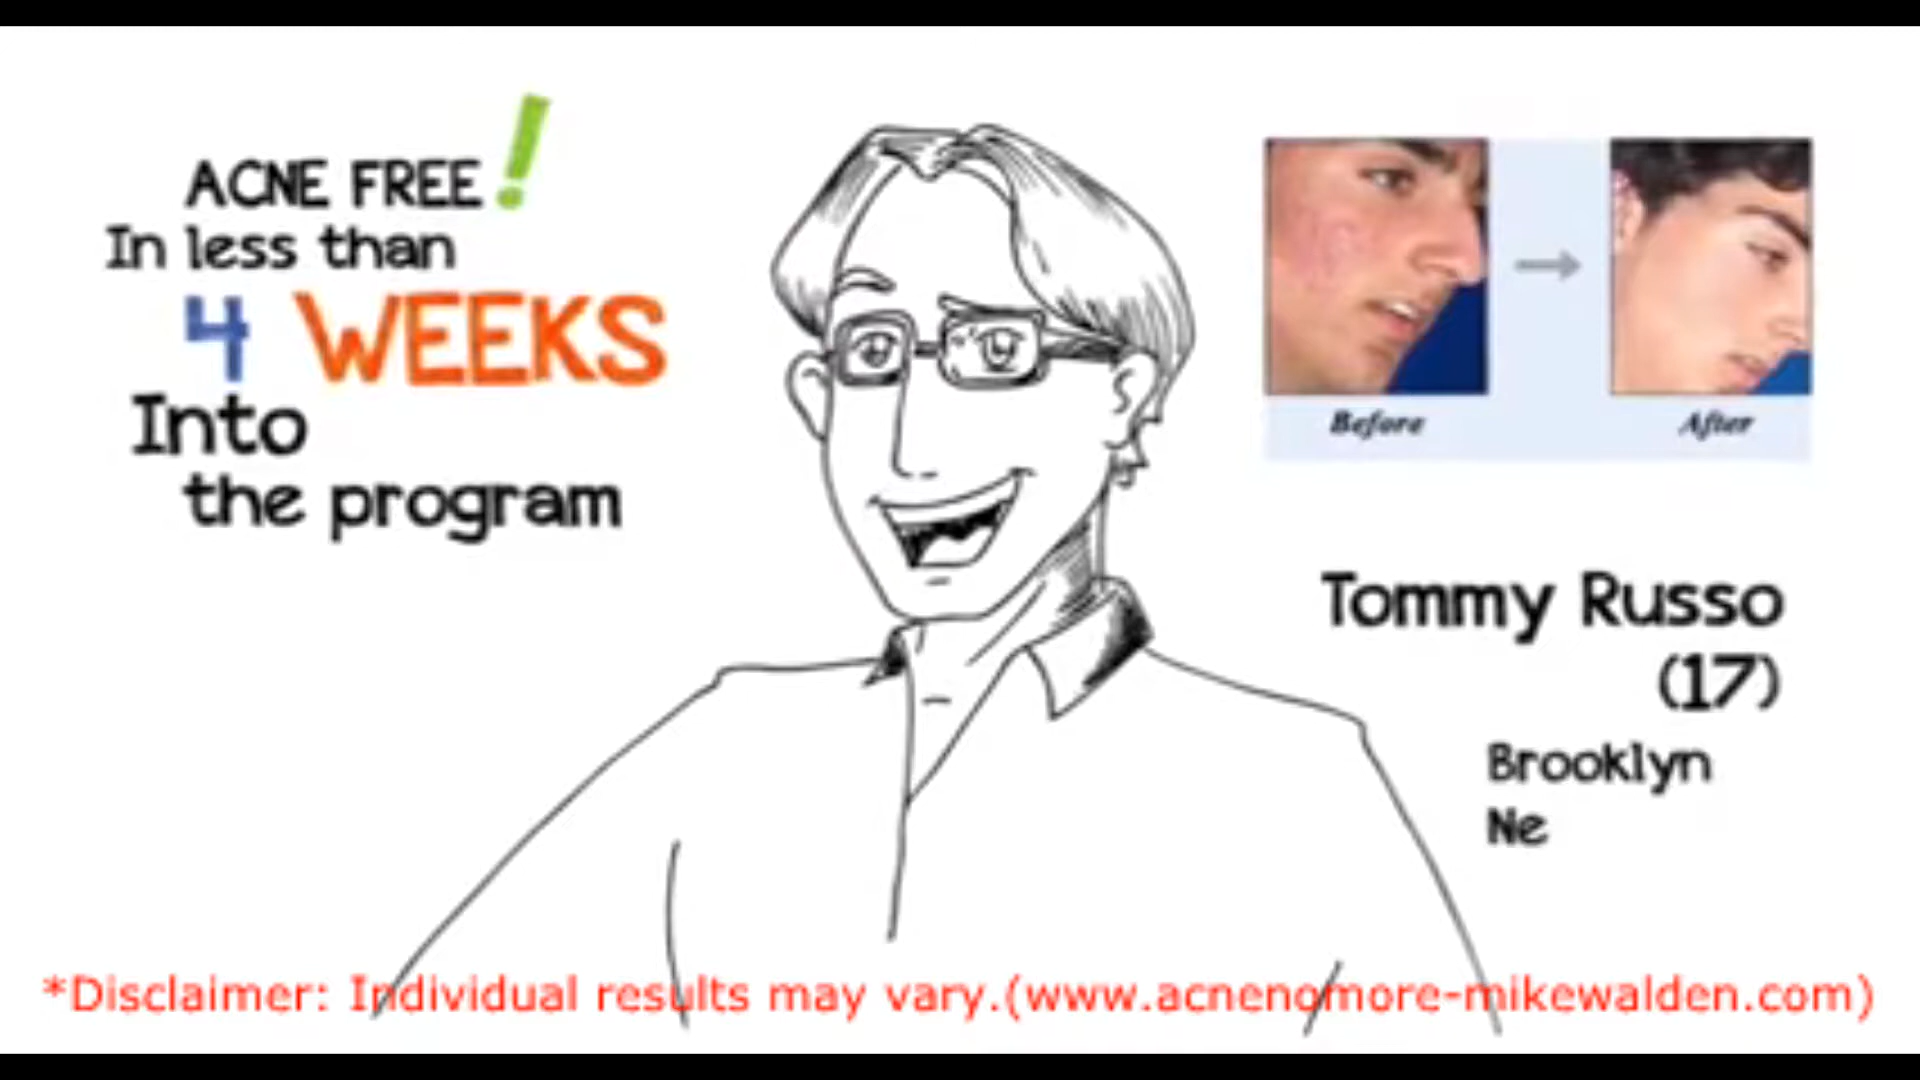 ACNE FREE!
In less than
4 WEEKS
Into
the program
Before
After
Tommy Russo
(17)
Brooklyn
Ne
*Disclaimer: Individual results may vary.(www.acnenomore-mikewalden.com)